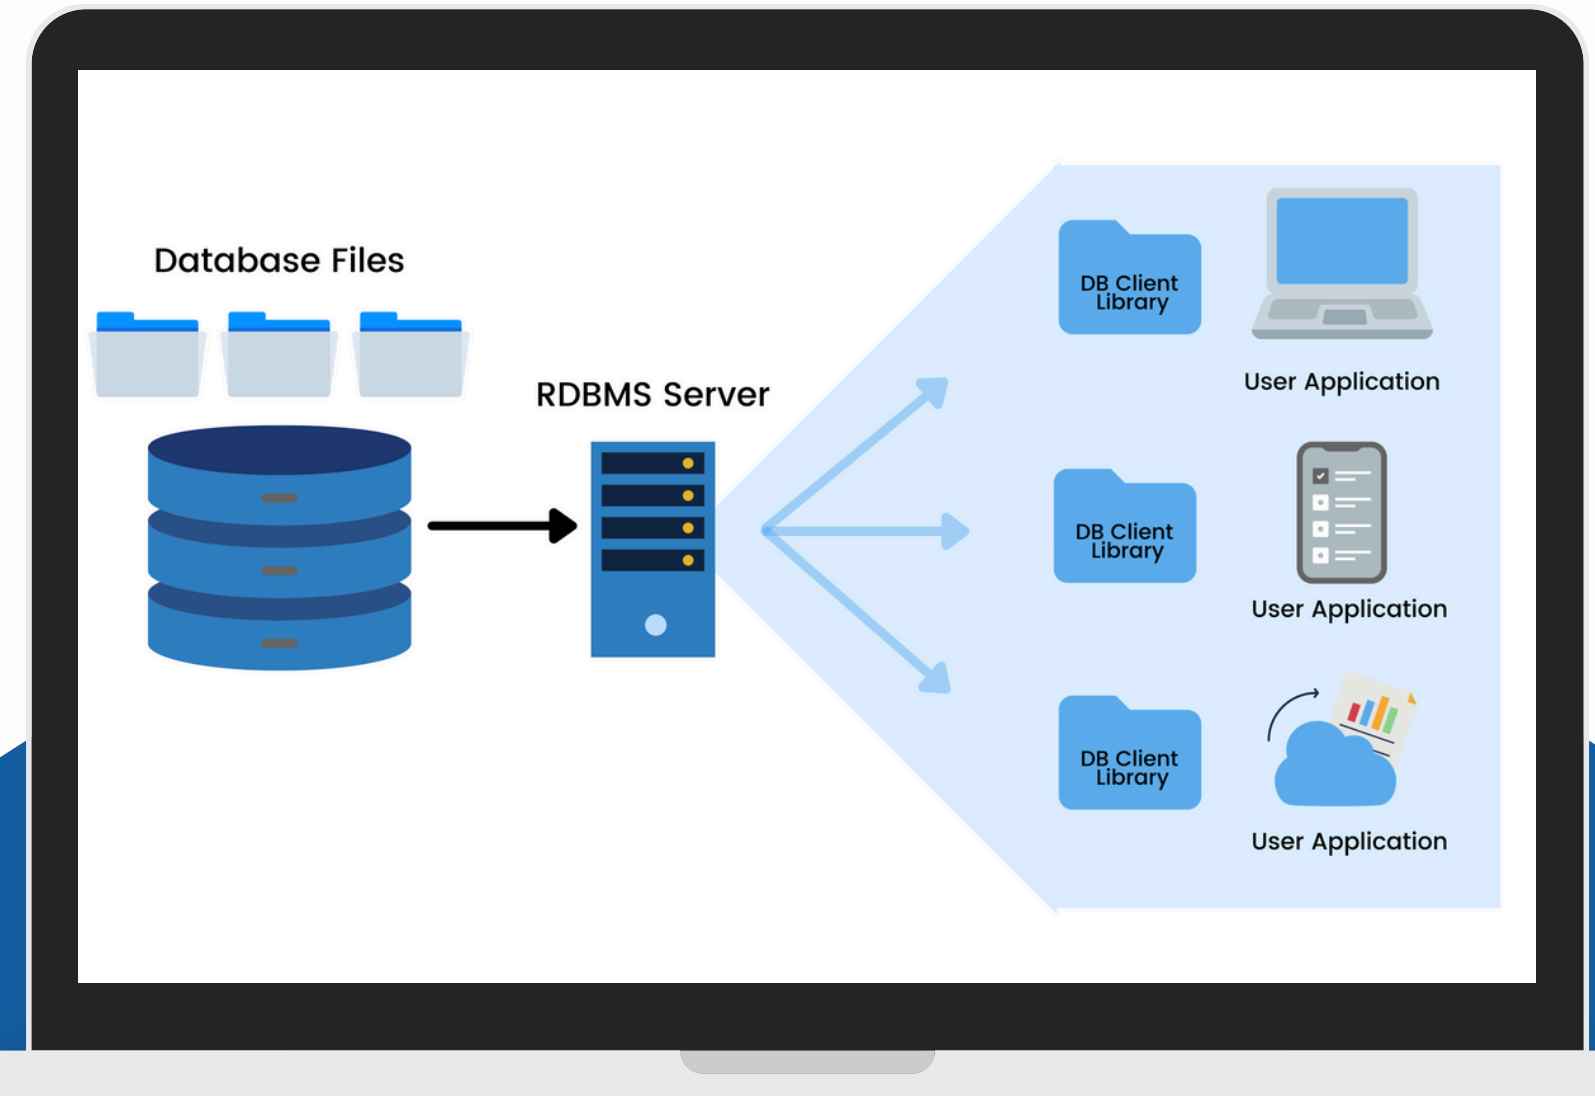 Database Files
RDBMS Server
DB Client
Library
User Application
DB Client
Library
User Application
DB Client
Library
User Application